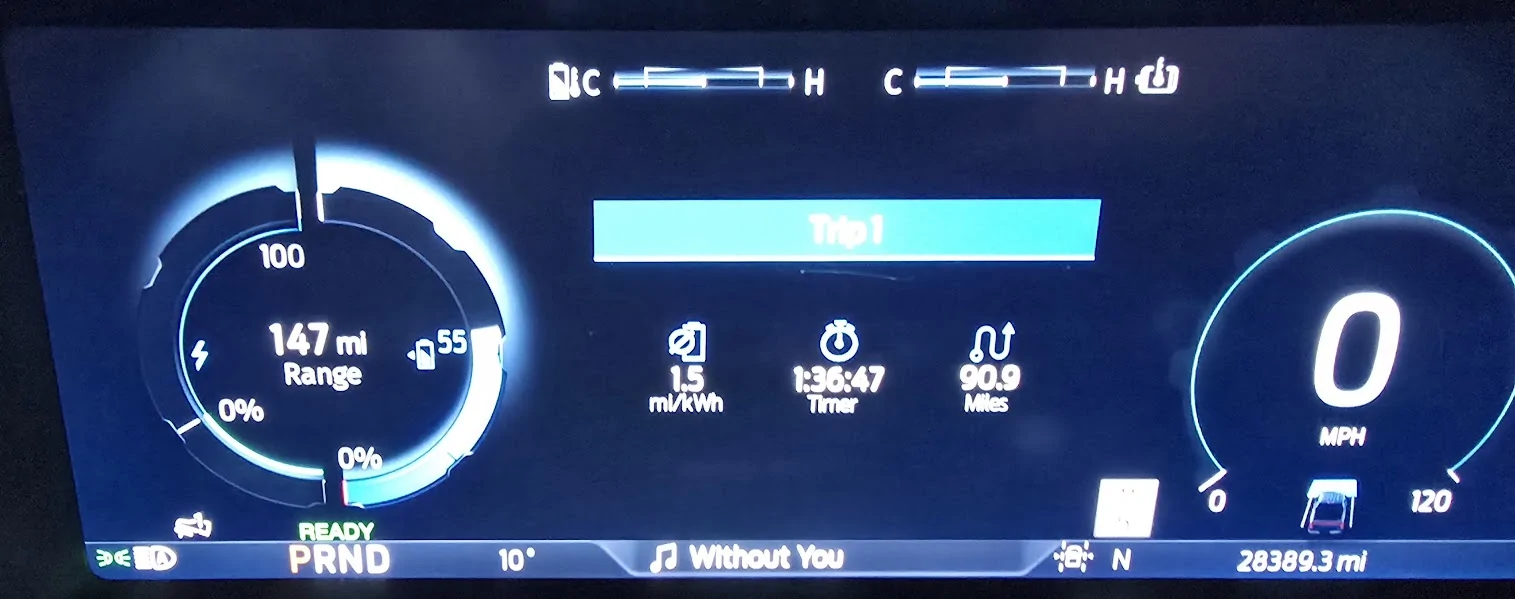 C H C H
Trip 1
100
147 mi
Range
55
0%
0%
1.5
mi/kWh
1:36:47
Timer
90.9
Miles
0
MPH
0
120
READY
PRND
10°
Without You
N
28389.3 mi